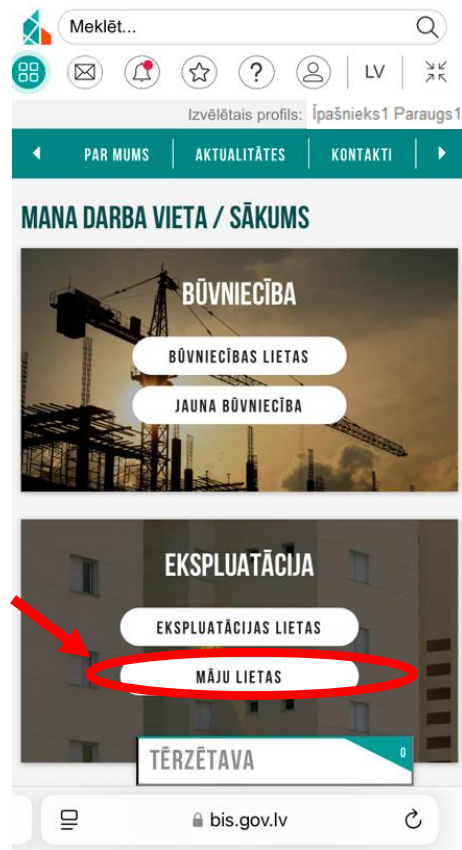 Meklēt...
? LV
Izvēlētais profils: Īpašnieks1 Paraugs1
PAR MUMS AKTUALITĀTES KONTAKTI
MANA DARBA VIETA / SĀKUMS
BŪVNIECĪBA
BŪVNIECĪBAS LIETAS
JAUNA BŪVNIECĪBA
EKSPLUATĀCIJA
EKSPLUATĀCIJAS LIETAS
MĀJU LIETAS
TĒRZĒTAVA 0
bis.gov.lv